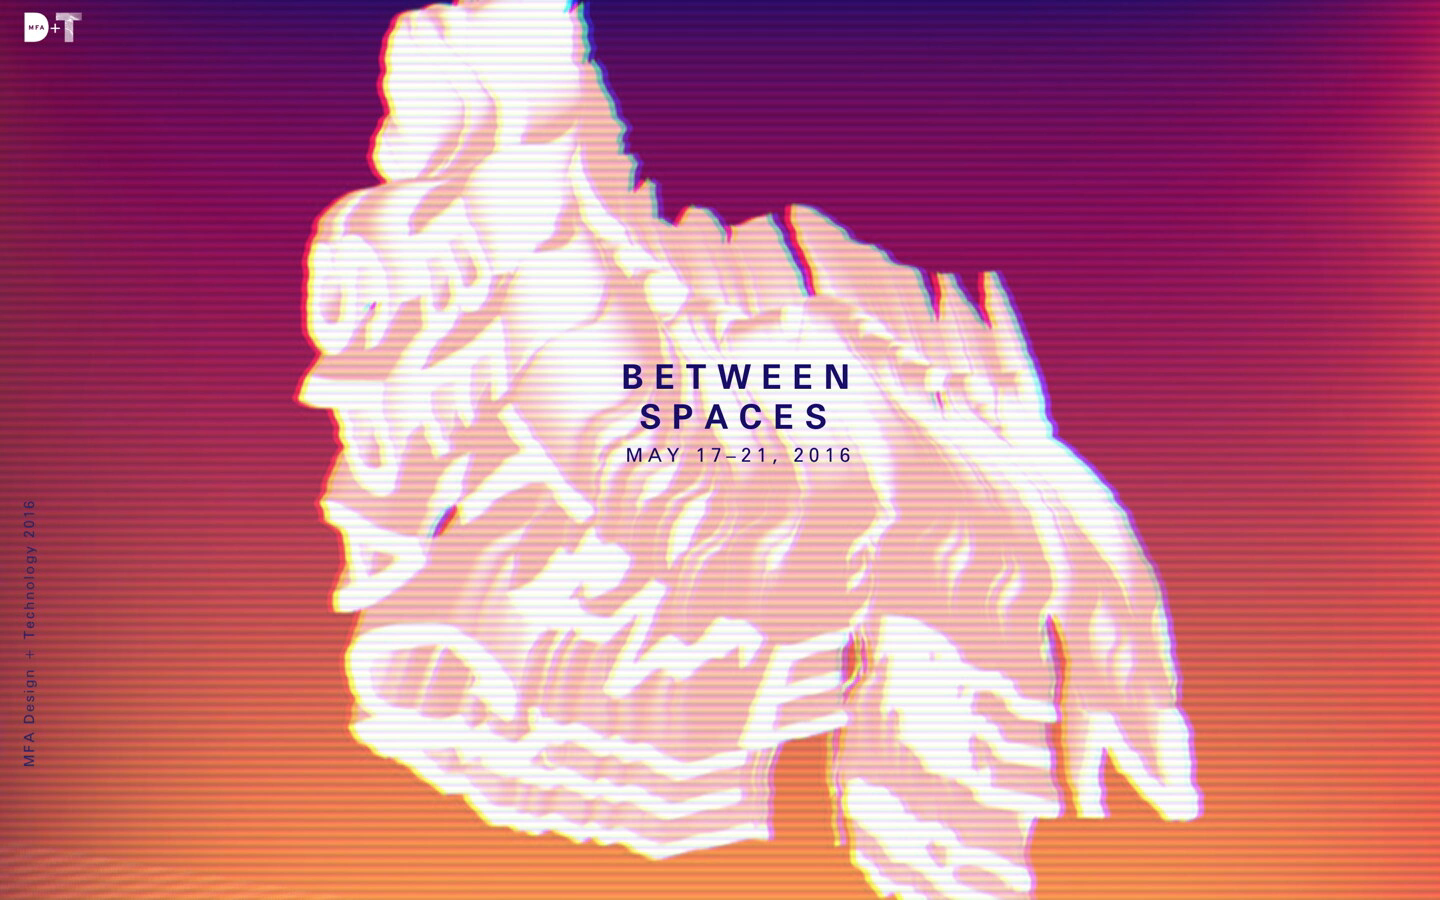 D MFA + T
BETWEEN
SPACES
MAY 17–21, 2016
MFA Design + Technology 2016